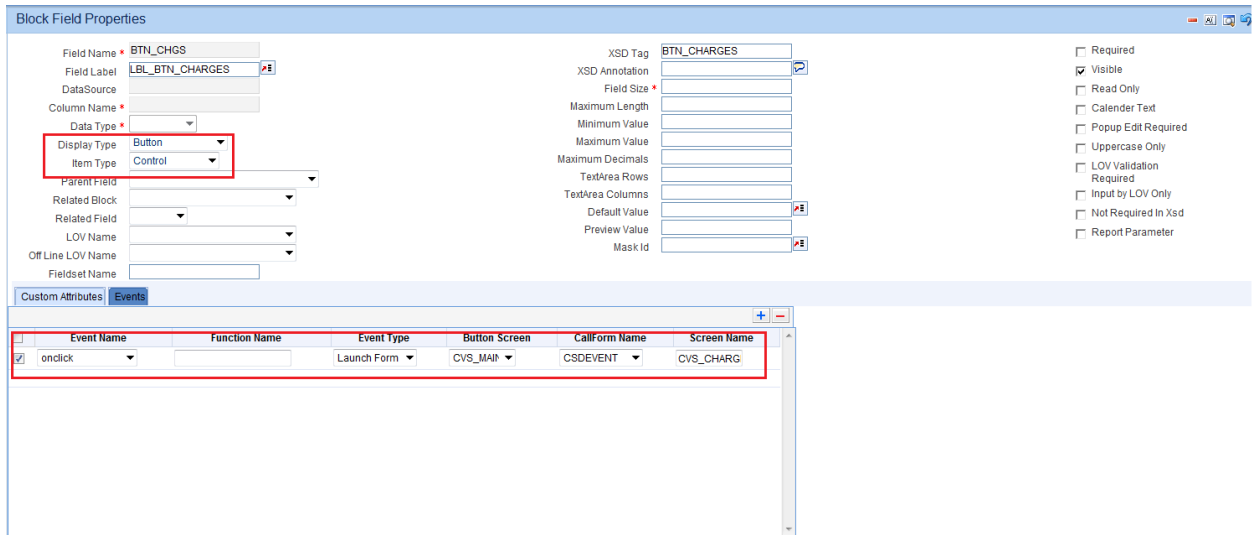 Block Field Properties
Field Name * BTN_CHGS
Field Label LBL_BTN_CHARGES
DataSource
Column Name *
Data Type *
Display Type Button
Item Type Control
Parent Field
Related Block
Related Field
LOV Name
Off Line LOV Name
Fieldset Name
XSD Tag BTN_CHARGES
XSD Annotation
Field Size *
Maximum Length
Minimum Value
Maximum Value
Maximum Decimals
TextArea Rows
TextArea Columns
Default Value
Preview Value
Mask Id
Required
Visible
Read Only
Calender Text
Popup Edit Required
Uppercase Only
LOV Validation
Required
Input by LOV Only
Not Required In Xsd
Report Parameter
Custom Attributes Events
Event Name Function Name Event Type Button Screen CallForm Name Screen Name
onclick Launch Form CVS_MAIN CSDEVENT CVS_CHARG